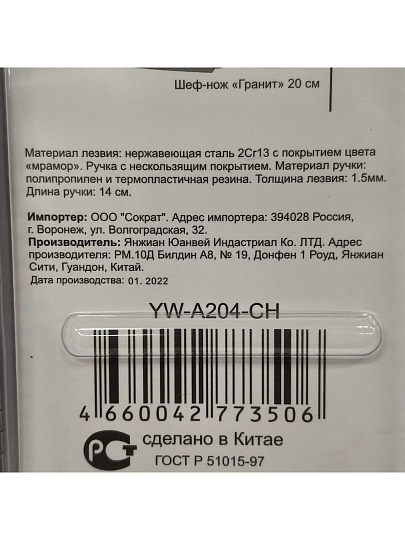 Шеф-нож «Гранит» 20 см
Материал лезвия: нержавеющая сталь 2Cr13 с покрытием цвета
«мрамор». Ручка с нескользящим покрытием. Материал ручки:
полипропилен и термопластичная резина. Толщина лезвия: 1.5мм.
Длина ручки: 14 см.
Импортер: ООО "Сократ". Адрес импортера: 394028 Россия,
г. Воронеж, ул. Волгоградская, 32.
Производитель: Янжиан Юанвей Индастриал Ко. ЛТД. Адрес
производителя: РМ.10Д Билдин А8, № 19, Донфен 1 Роуд, Янжиан
Сити, Гуандон, Китай.
Дата производства: 01. 2022
YW-A204-CH
4 660042 773506
РСТ сделано в Китае
ГОСТ Р 51015-97